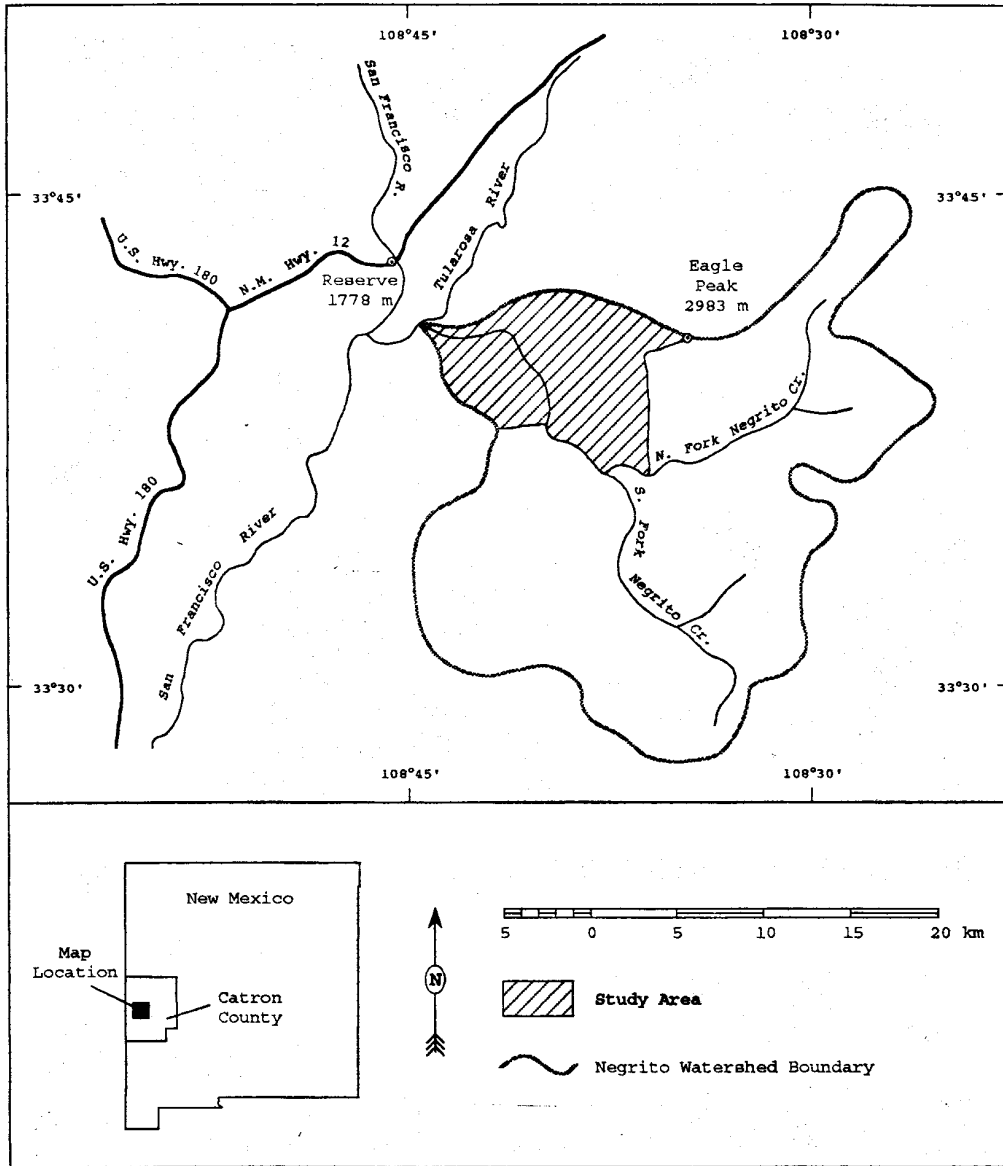 108°45'
108°30'
San Francisco R.
33°45'
33°45'
Tularosa River
U.S. Hwy. 180
N.M. Hwy. 12
Reserve
1778 m
Eagle
Peak
2983 m
N. Fork Negrito Cr.
S. Fork Negrito Cr.
U.S. Hwy. 180
San Francisco River
33°30'
33°30'
108°45'
108°30'
New Mexico
Map
Location
Catron
County
N
5 0 5 10 15 20 km
Study Area
Negrito Watershed Boundary